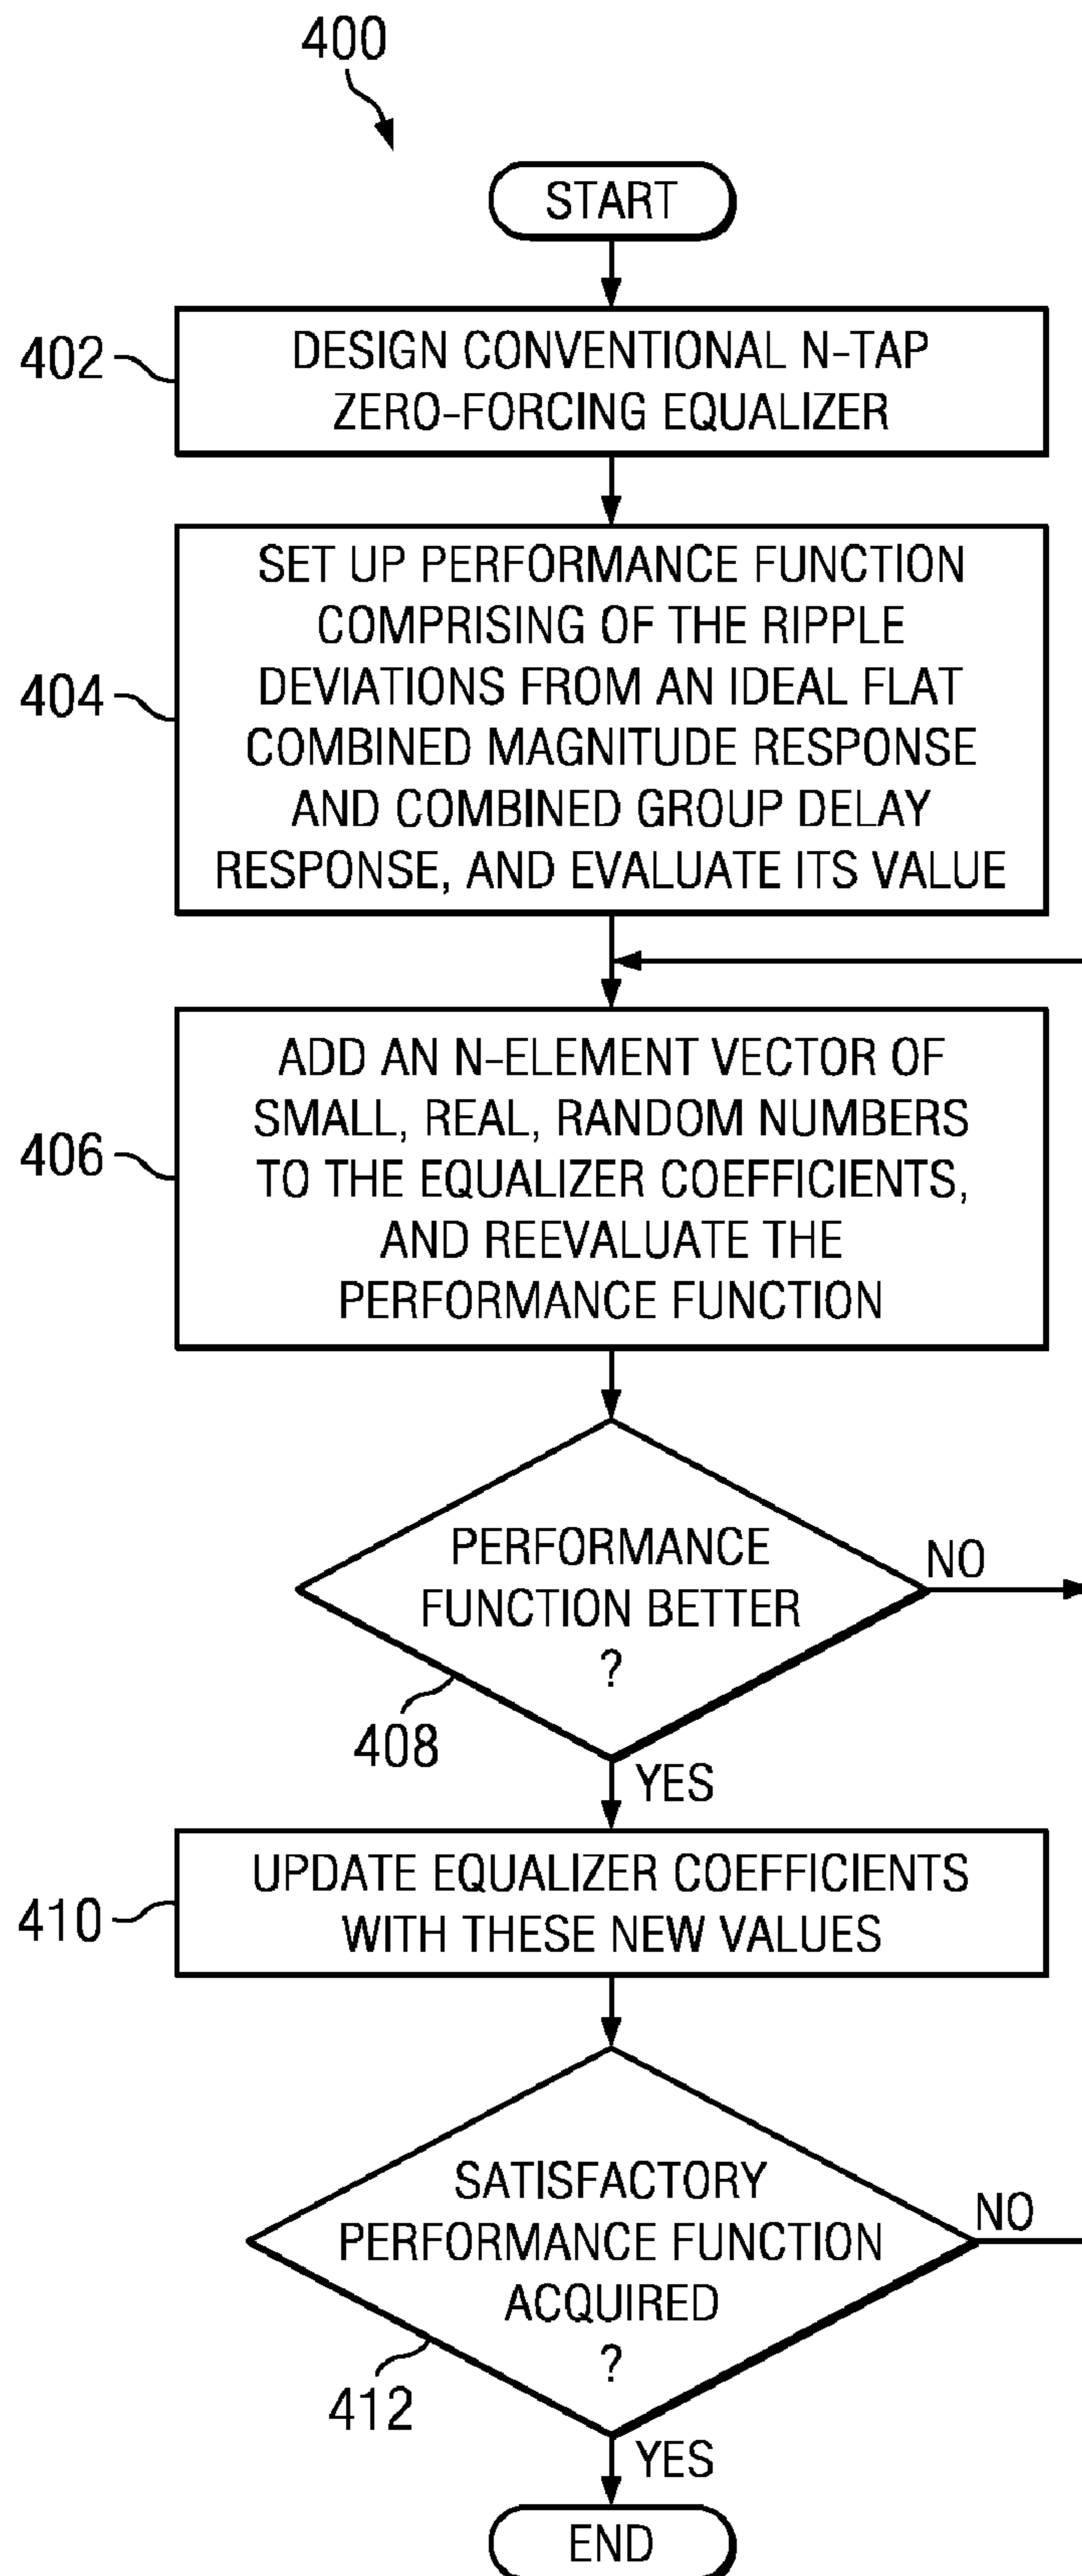 400
START
402
DESIGN CONVENTIONAL N-TAP
ZERO-FORCING EQUALIZER
404
SET UP PERFORMANCE FUNCTION
COMPRISING OF THE RIPPLE
DEVIATIONS FROM AN IDEAL FLAT
COMBINED MAGNITUDE RESPONSE
AND COMBINED GROUP DELAY
RESPONSE, AND EVALUATE ITS VALUE
406
ADD AN N-ELEMENT VECTOR OF
SMALL, REAL, RANDOM NUMBERS
TO THE EQUALIZER COEFFICIENTS,
AND REEVALUATE THE
PERFORMANCE FUNCTION
PERFORMANCE
FUNCTION BETTER
?
NO
408
YES
410
UPDATE EQUALIZER COEFFICIENTS
WITH THESE NEW VALUES
SATISFACTORY
PERFORMANCE FUNCTION
ACQUIRED
?
NO
412
YES
END